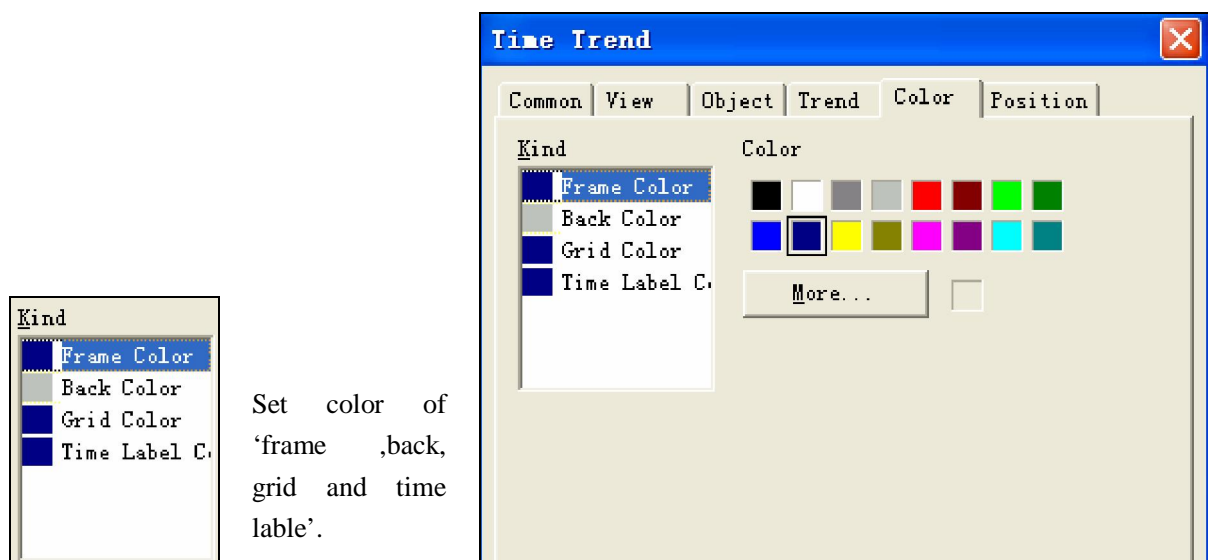 Kind
Frame Color
Back Color
Grid Color
Time Label C
Set color of
‘frame ,back,
grid and time
lable’.
Time Trend
Common View Object Trend Color Position
Kind
Frame Color
Back Color
Grid Color
Time Label C
Color
More...